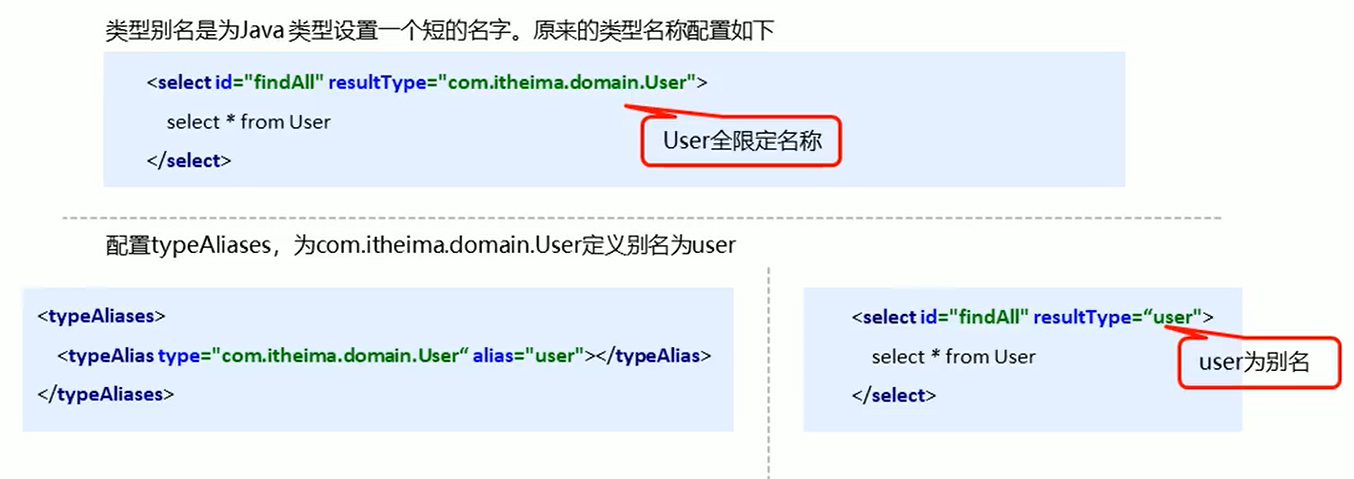 类型别名是为Java 类型设置一个短的名字。原来的类型名称配置如下
<select id="findAll" resultType="com.itheima.domain.User">
select * from User
</select>
User全限定名称
配置typeAliases，为com.itheima.domain.User定义别名为user
<typeAliases>
<typeAlias type="com.itheima.domain.User“ alias="user"></typeAlias>
</typeAliases>
<select id="findAll" resultType=“user">
select * from User
</select>
user为别名